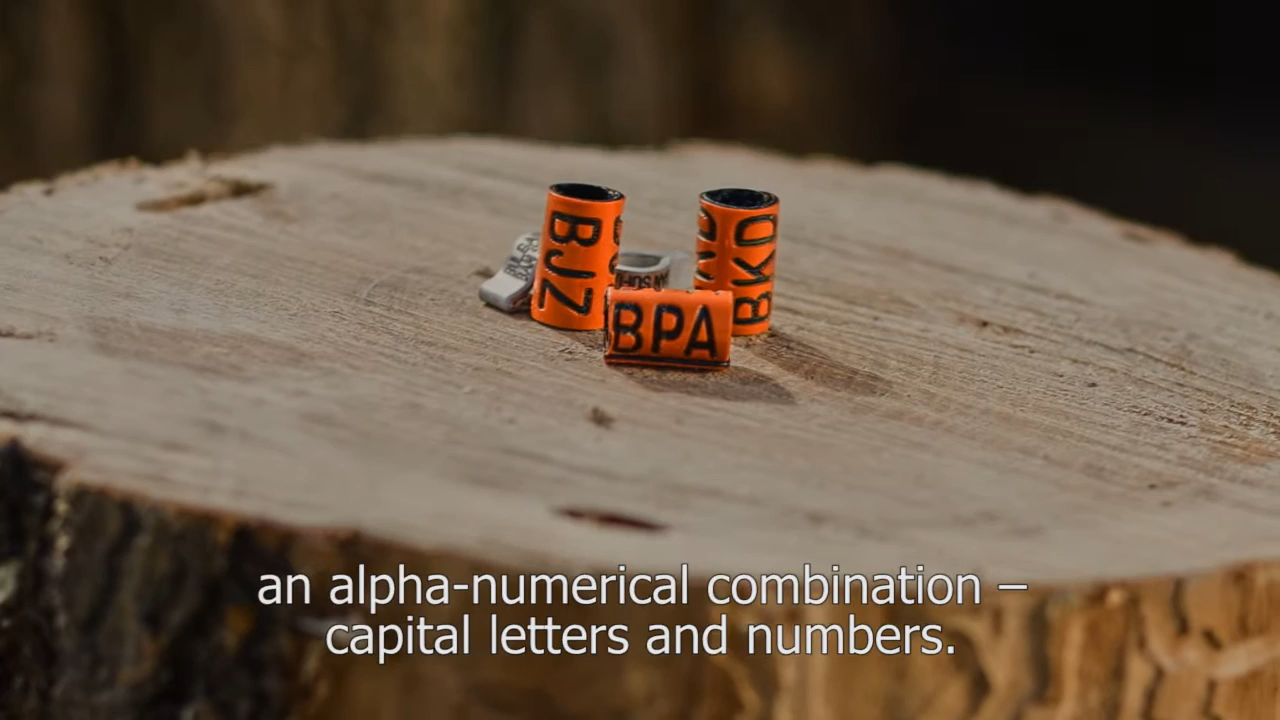 BJZ
BKD
BPA
an alpha-numerical combination –
capital letters and numbers.